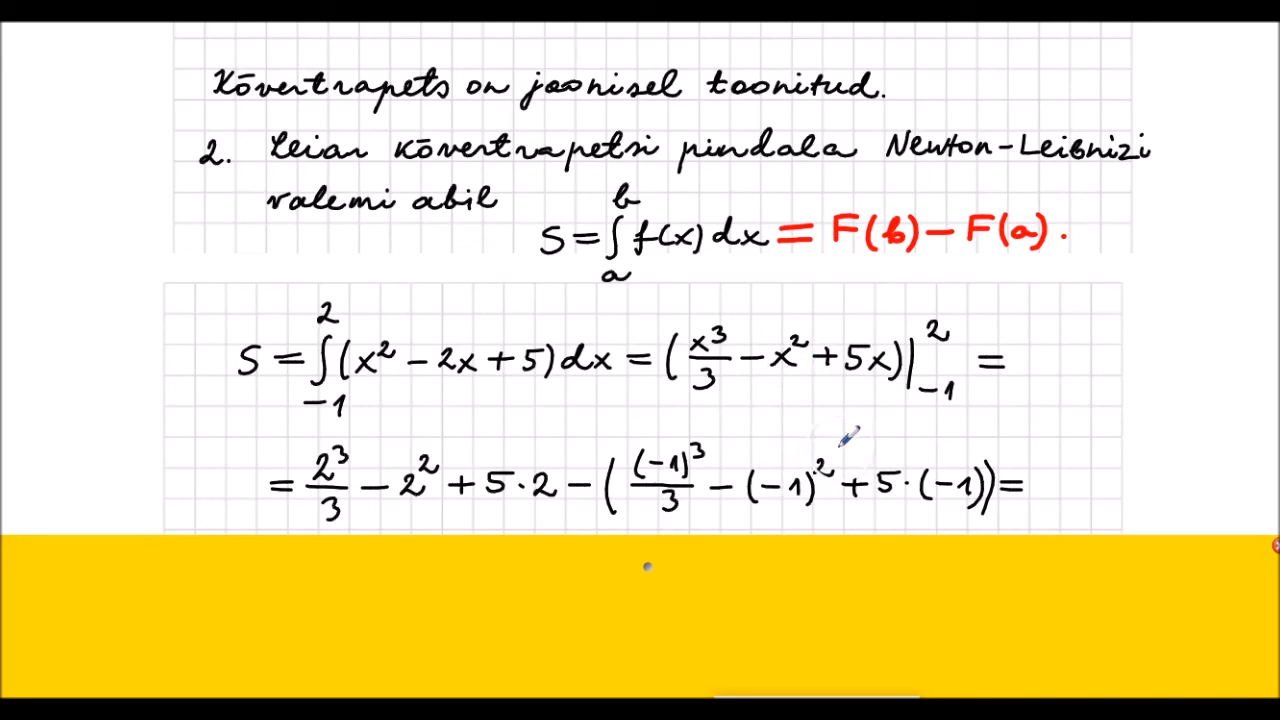 Kõvertrapets on joonisel toonitud.
2. Leian kõvertrapetsi pindala Newton-Leibnizi
valemi abil
S = ∫_a^b f(x) dx = F(b) - F(a).
S = ∫_{-1}^{2} (x² - 2x + 5) dx = (x³/3 - x² + 5x)|_{-1}^{2} =
= 2³/3 - 2² + 5·2 - ((-1)³/3 - (-1)² + 5·(-1)) =